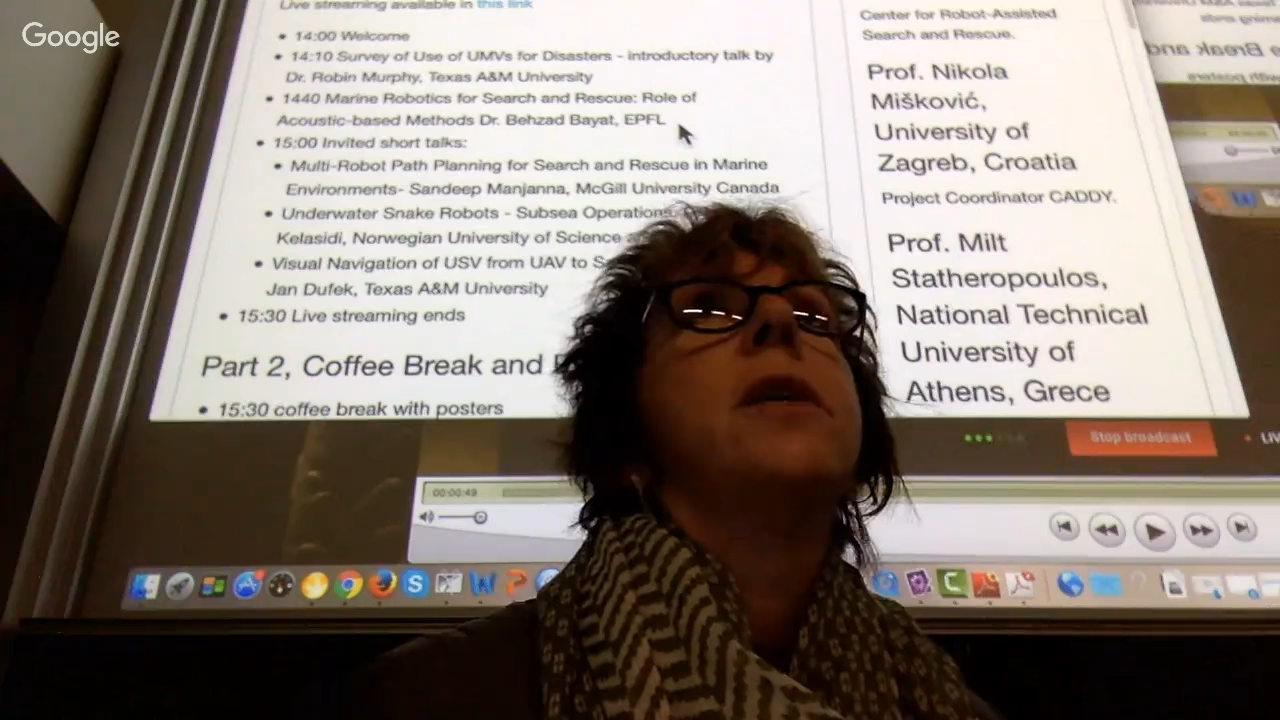 Google
Live streaming available in this link
• 14:00 Welcome
• 14:10 Survey of Use of UMVs for Disasters - introductory talk by
Dr. Robin Murphy, Texas A&M University
• 1440 Marine Robotics for Search and Rescue: Role of
Acoustic-based Methods Dr. Behzad Bayat, EPFL
• 15:00 Invited short talks:
• Multi-Robot Path Planning for Search and Rescue in Marine
Environments- Sandeep Manjanna, McGill University Canada
• Underwater Snake Robots - Subsea Operations
Kelasidi, Norwegian University of Science
• Visual Navigation of USV from UAV to
Jan Dufek, Texas A&M University
• 15:30 Live streaming ends
Part 2, Coffee Break and
• 15:30 coffee break with posters
Center for Robot-Assisted
Search and Rescue.
Prof. Nikola
Mišković,
University of
Zagreb, Croatia
Project Coordinator CADDY.
Prof. Milt
Statheropoulos,
National Technical
University of
Athens, Grece
Stop broadcast
00:00:49